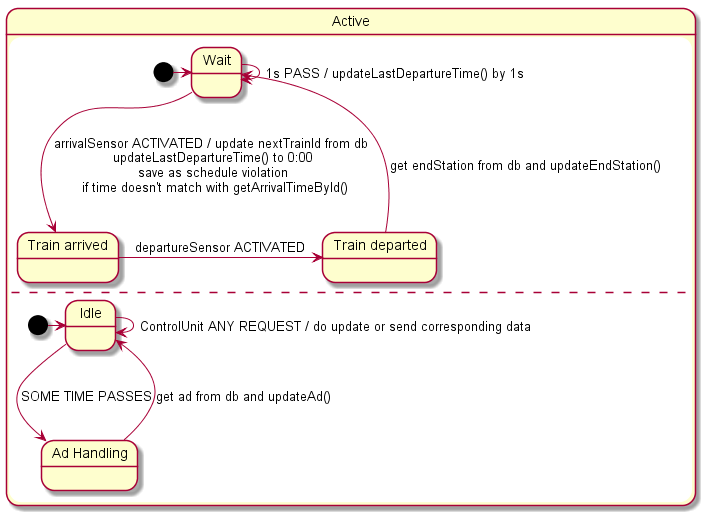 Active
Wait
1s PASS / updateLastDepartureTime() by 1s
arrivalSensor ACTIVATED / update nextTrainId from db
updateLastDepartureTime() to 0:00
save as schedule violation
if time doesn't match with getArrivalTimeById()
get endStation from db and updateEndStation()
Train arrived
departureSensor ACTIVATED
Train departed
Idle
ControlUnit ANY REQUEST / do update or send corresponding data
SOME TIME PASSES
get ad from db and updateAd()
Ad Handling